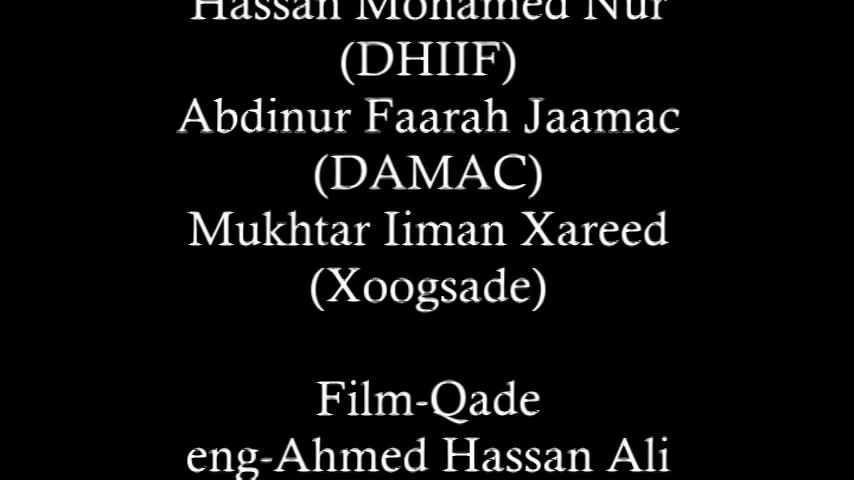 Hassan Mohamed Nur
(DHIIF)
Abdinur Faarah Jaamac
(DAMAC)
Mukhtar Iiman Xareed
(Xoogsade)
Film-Qade
eng-Ahmed Hassan Ali